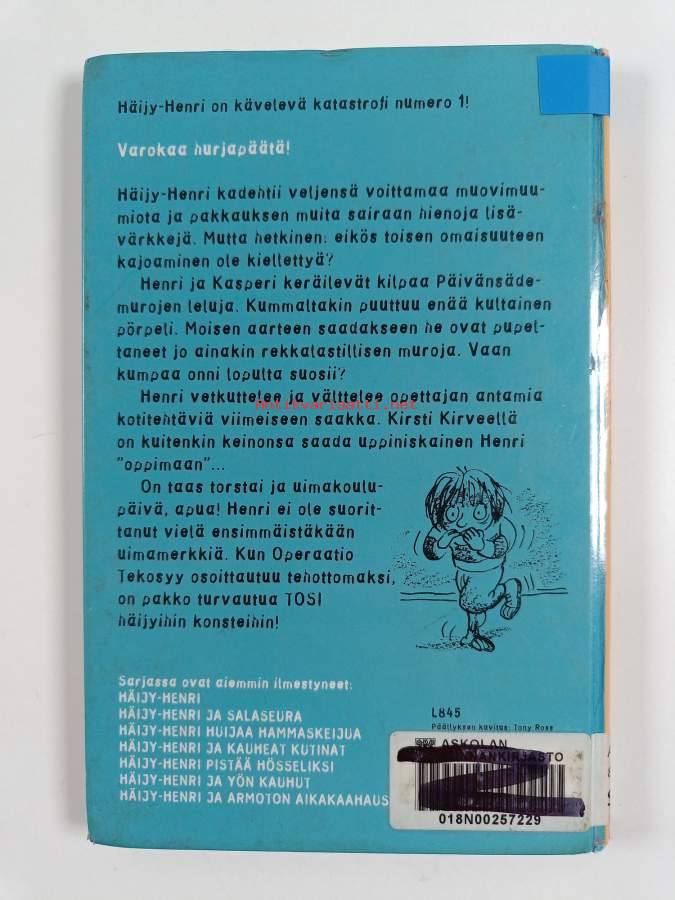 Häijy-Henri on kävelevä katastrofi numero 1!
Varokaa hurjapäätä!
Häijy-Henri kadehtii veljensä voittamaa muovimuu-
miota ja pakkauksen muita sairaan hienoja lisä-
värkkejä. Mutta hetkinen: eikös toisen omaisuuteen
kajoaminen ole kiellettyä?
Henri ja Kasperi keräilevät kilpaa Päivänsäde-
murojen leluja. Kummaltakin puuttuu enää kultainen
pörpeli. Moisen aarteen saadakseen he ovat pupel-
taneet jo ainakin rekkalastillisen muroja. Vaan
kumpaa onni lopulta suosii?
Henri vetkuttelee ja välttelee opettajan antamia
antikvariaatti.net
kotitehtäviä viimeiseen saakka. Kirsti Kirveellä
on kuitenkin keinonsa saada uppiniskainen Henri
"oppimaan"...
On taas torstai ja uimakoulu-
päivä, apua! Henri ei ole suorit-
tanut vielä ensimmäistäkään
uimamerkkiä. Kun Operaatio
Tekosyy osoittautuu tehottomaksi,
on pakko turvautua TOSI
häijyihin konsteihin!
Sarjassa ovat aiemmin ilmestyneet:
HÄIJY-HENRI
HÄIJY-HENRI JA SALASEURA
HÄIJY-HENRI HUIJAA HAMMASKEIJUA
HÄIJY-HENRI JA KAUHEAT KUTINAT
HÄIJY-HENRI PISTÄÄ HÖSSELIKSI
HÄIJY-HENRI JA YÖN KAUHUT
HÄIJY-HENRI JA ARMOTON AIKAKAAHAUS
L845
Päällyksen kuvitus: Tony Ross
ASKOLAN
018N00257229